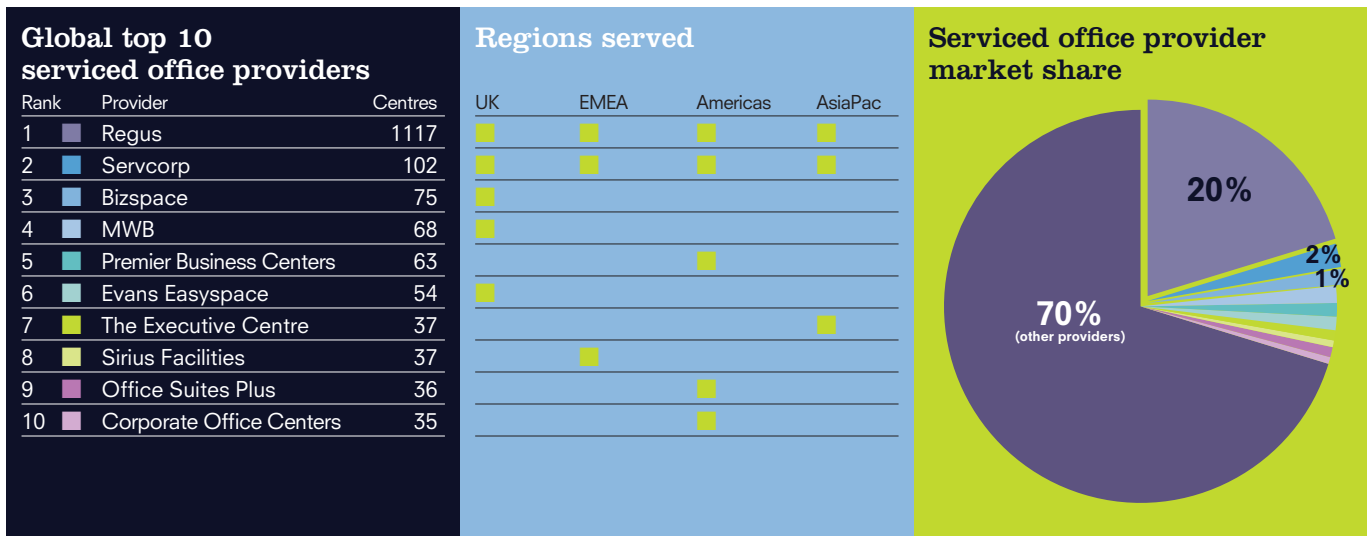 Global top 10
serviced office providers
Rank Provider Centres
1 Regus 1117
2 Servcorp 102
3 Bizspace 75
4 MWB 68
5 Premier Business Centers 63
6 Evans Easyspace 54
7 The Executive Centre 37
8 Sirius Facilities 37
9 Office Suites Plus 36
10 Corporate Office Centers 35
Regions served
UK EMEA Americas AsiaPac
Serviced office provider
market share
20%
2%
1%
70%
(other providers)